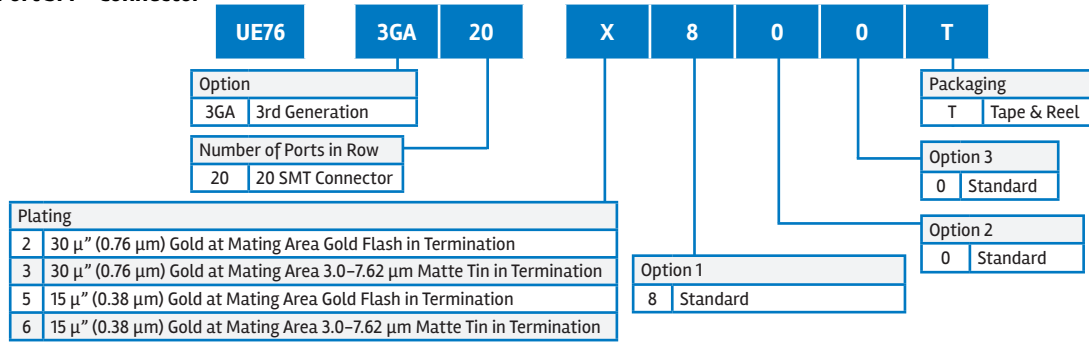 Connector
UE76 3GA 20 X 8 0 0 T
Option
3GA 3rd Generation
Number of Ports in Row
20 20 SMT Connector
Plating
2 30 μ” (0.76 μm) Gold at Mating Area Gold Flash in Termination
3 30 μ” (0.76 μm) Gold at Mating Area 3.0–7.62 μm Matte Tin in Termination
5 15 μ” (0.38 μm) Gold at Mating Area Gold Flash in Termination
6 15 μ” (0.38 μm) Gold at Mating Area 3.0–7.62 μm Matte Tin in Termination
Option 1
8 Standard
Packaging
T Tape & Reel
Option 3
0 Standard
Option 2
0 Standard